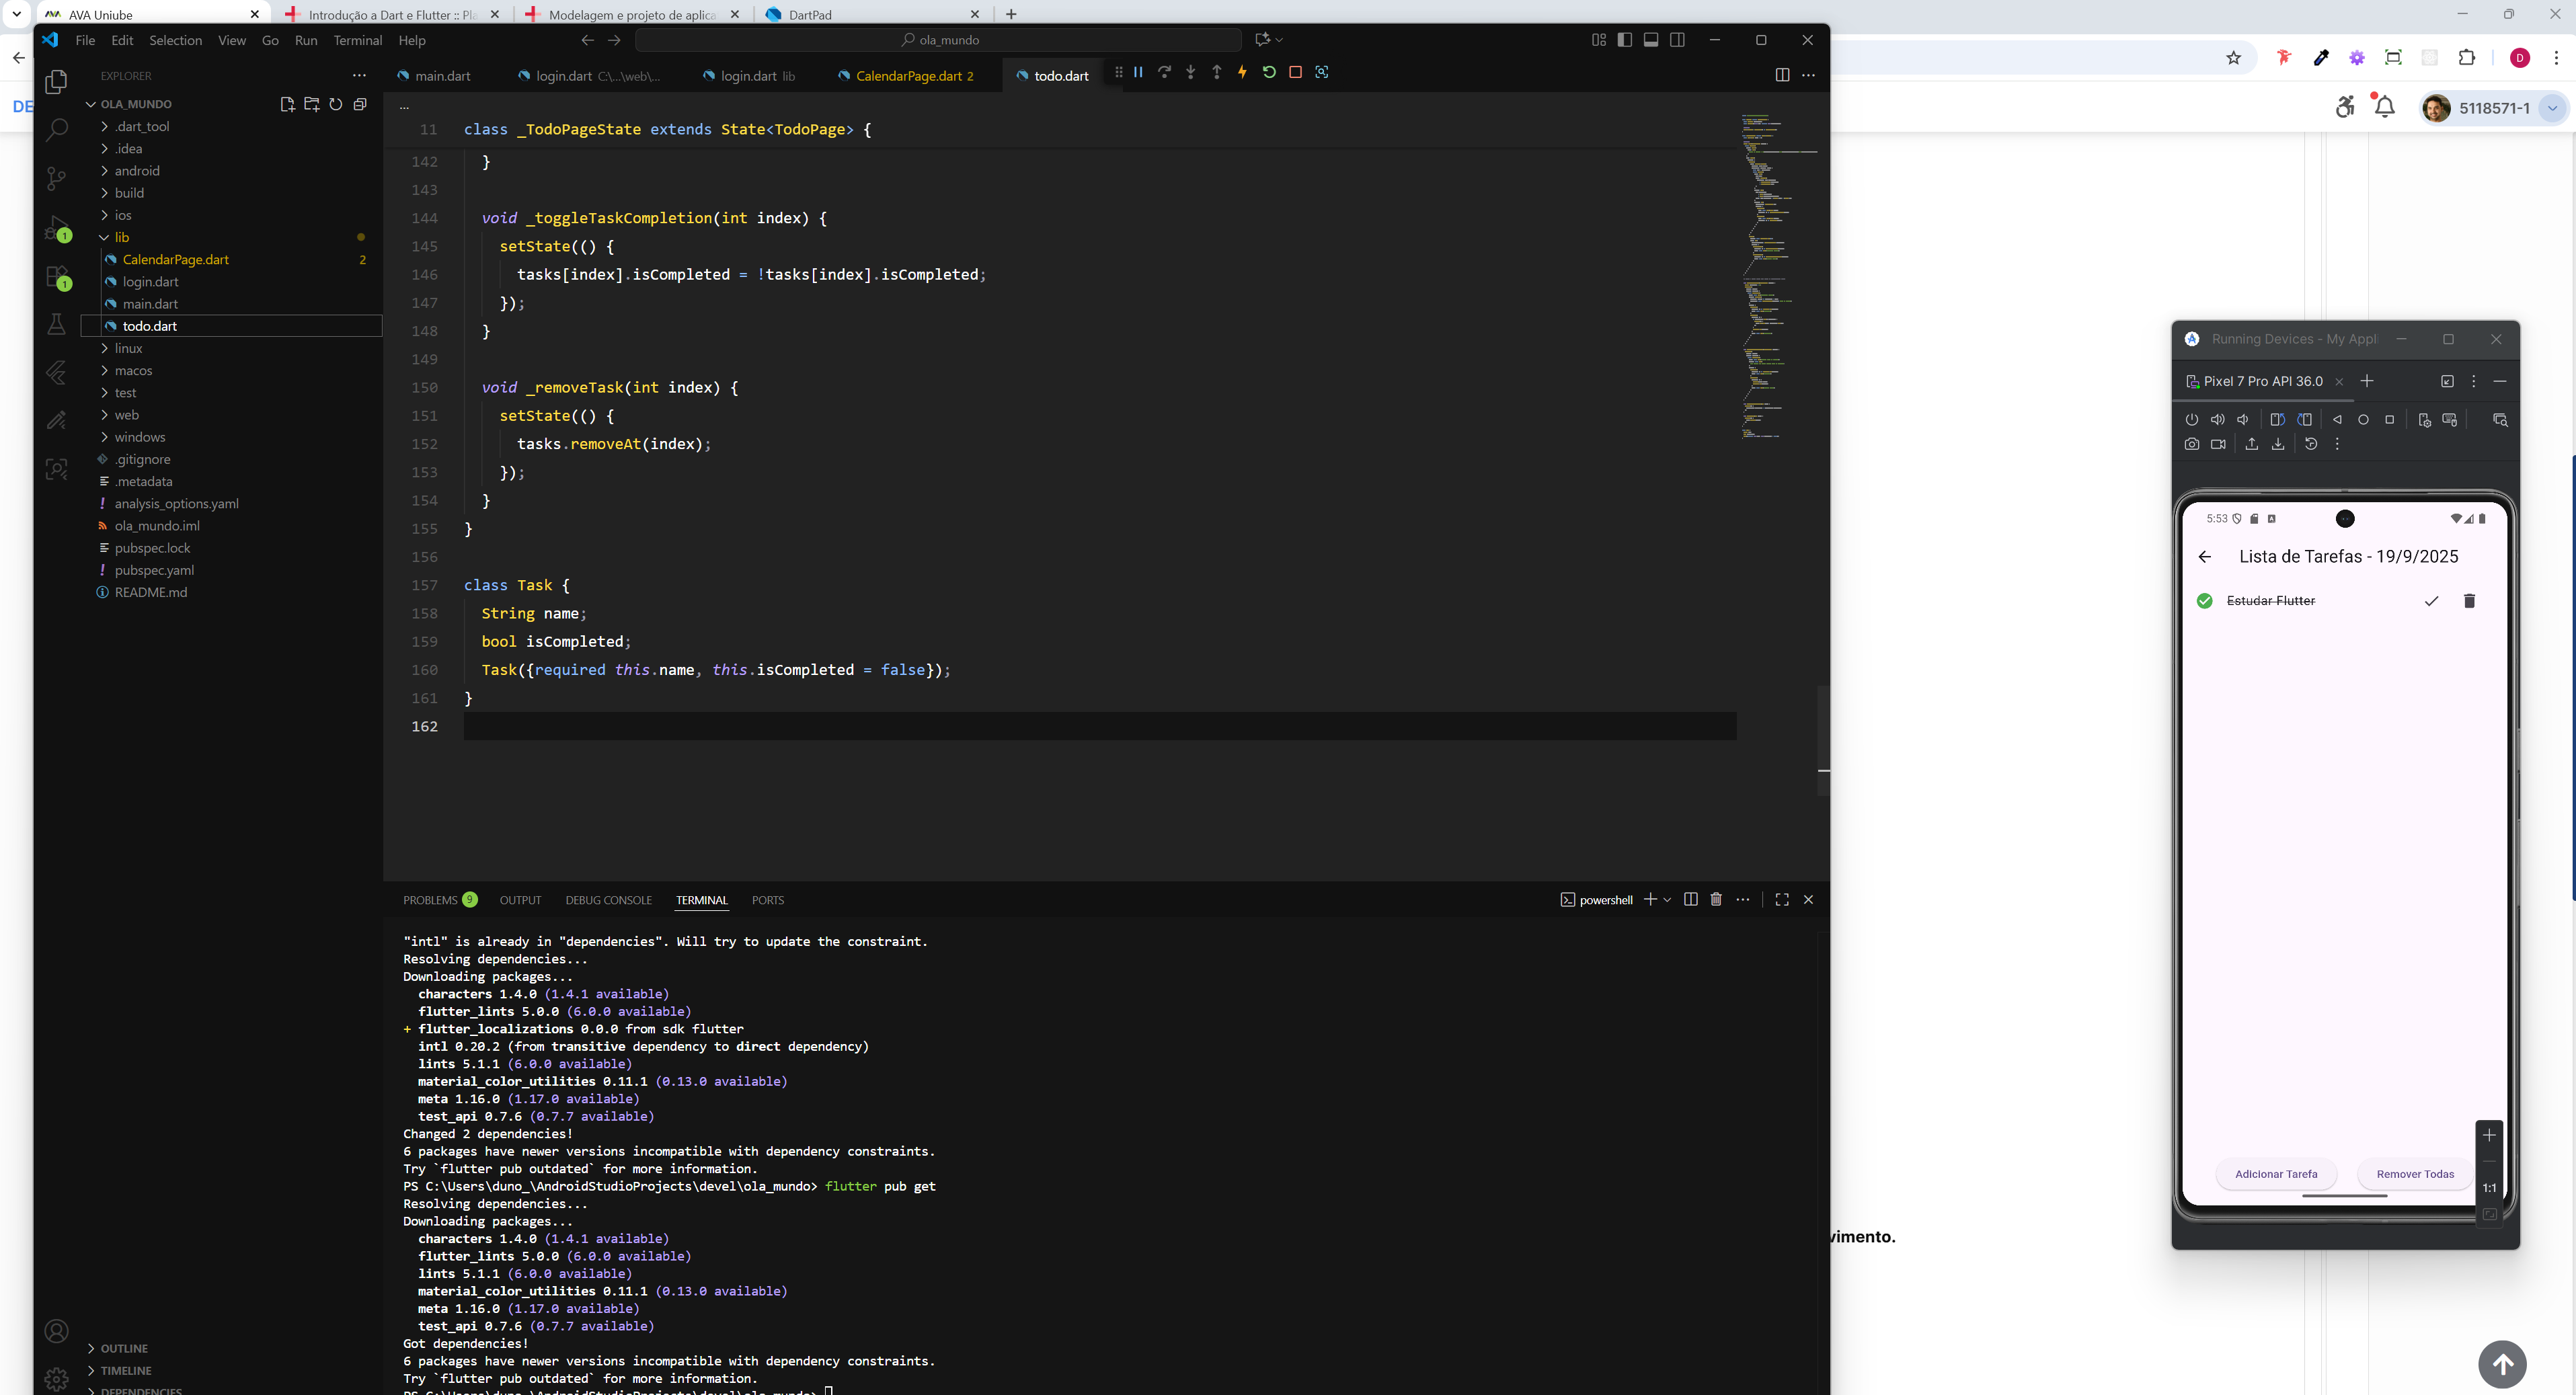 AVA Uniube
Introdução a Dart e Flutter :: Pla
Modelagem e projeto de aplica
DartPad
File Edit Selection View Go Run Terminal Help
ola_mundo
DE
5118571-1
EXPLORER
OLA_MUNDO
.dart_tool
.idea
android
build
ios
lib
CalendarPage.dart 2
login.dart
main.dart
todo.dart
linux
macos
test
web
windows
.gitignore
.metadata
analysis_options.yaml
ola_mundo.iml
pubspec.lock
pubspec.yaml
README.md
OUTLINE
TIMELINE
DEPENDENCIES
1
1
main.dart
login.dart C:\...\web\...
login.dart lib
CalendarPage.dart 2
todo.dart
...
11 class _TodoPageState extends State<TodoPage> {
142 }
143
144 void _toggleTaskCompletion(int index) {
145 setState(() {
146 tasks[index].isCompleted = !tasks[index].isCompleted;
147 });
148 }
149
150 void _removeTask(int index) {
151 setState(() {
152 tasks.removeAt(index);
153 });
154 }
155 }
156
157 class Task {
158 String name;
159 bool isCompleted;
160 Task({required this.name, this.isCompleted = false});
161 }
162
PROBLEMS 9 OUTPUT DEBUG CONSOLE TERMINAL PORTS
powershell
"intl" is already in "dependencies". Will try to update the constraint.
Resolving dependencies...
Downloading packages...
characters 1.4.0 (1.4.1 available)
flutter_lints 5.0.0 (6.0.0 available)
+ flutter_localizations 0.0.0 from sdk flutter
intl 0.20.2 (from transitive dependency to direct dependency)
lints 5.1.1 (6.0.0 available)
material_color_utilities 0.11.1 (0.13.0 available)
meta 1.16.0 (1.17.0 available)
test_api 0.7.6 (0.7.7 available)
Changed 2 dependencies!
6 packages have newer versions incompatible with dependency constraints.
Try `flutter pub outdated` for more information.
PS C:\Users\duno_\AndroidStudioProjects\devel\ola_mundo> flutter pub get
Resolving dependencies...
Downloading packages...
characters 1.4.0 (1.4.1 available)
flutter_lints 5.0.0 (6.0.0 available)
lints 5.1.1 (6.0.0 available)
material_color_utilities 0.11.1 (0.13.0 available)
meta 1.16.0 (1.17.0 available)
test_api 0.7.6 (0.7.7 available)
Got dependencies!
6 packages have newer versions incompatible with dependency constraints.
Try `flutter pub outdated` for more information.
PS C:\Users\duno_\AndroidStudioProjects\devel\ola_mundo>
Running Devices - My Appl
Pixel 7 Pro API 36.0
5:53
Lista de Tarefas - 19/9/2025
Estudar Flutter
Adicionar Tarefa
Remover Todas
1:1
vimento.
D